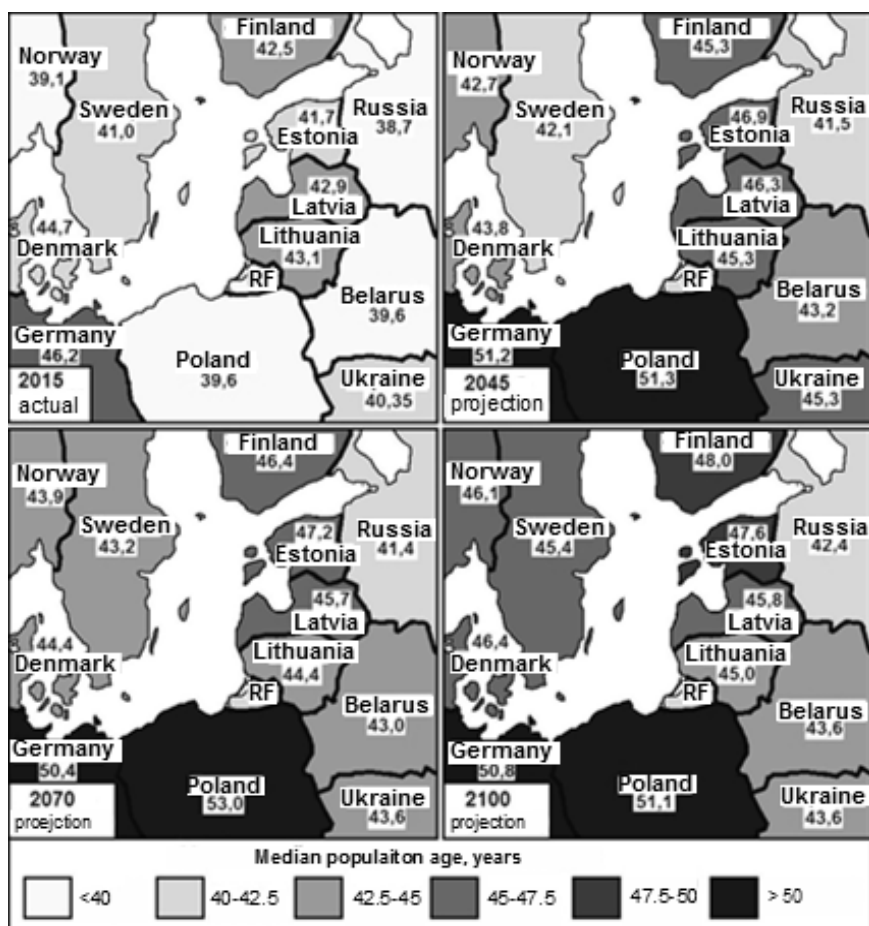 Finland
42,5
Norway
39,1
Sweden
41,0
41,7
Estonia
Russia
38,7
42,9
Latvia
8 44,7
Denmark
Lithuania
43,1
RF
Belarus
39,6
Germany
46,2
Poland
39,6
Ukraine
40,35
2015
actual
Finland
45,3
Norway
42,7
Sweden
42,1
46,9
Estonia
Russia
41,5
46,3
Latvia
8 43,8
Denmark
Lithuania
45,3
RF
Belarus
43,2
Germany
51,2
Poland
51,3
Ukraine
45,3
2045
projection
Finland
46,4
Norway
43,9
Sweden
43,2
47,2
Estonia
Russia
41,4
45,7
Latvia
8 44,4
Denmark
Lithuania
44,4
RF
Belarus
43,0
Germany
50,4
Poland
53,0
Ukraine
43,6
2070
proejction
Finland
48,0
Norway
46,1
Sweden
45,4
47,6
Estonia
Russia
42,4
45,8
Latvia
8 46,4
Denmark
Lithuania
45,0
RF
Belarus
43,6
Germany
50,8
Poland
51,1
Ukraine
43,6
2100
projection
Median populaiton age, years
<40 40-42.5 42.5-45 45-47.5 47.5-50 > 50